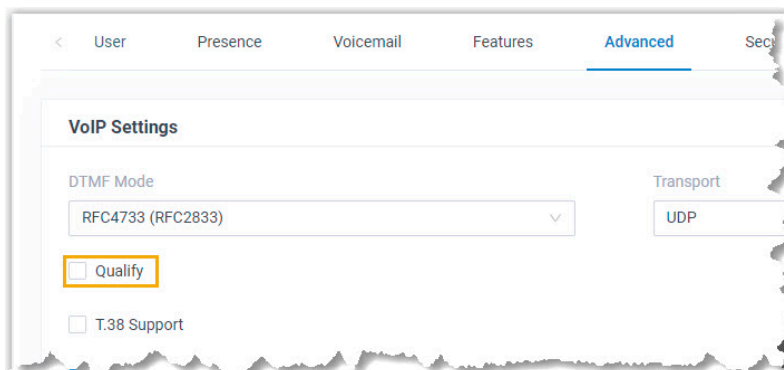 User Presence Voicemail Features Advanced
VoIP Settings
DTMF Mode Transport
RFC4733 (RFC2833) UDP
Qualify
T.38 Support